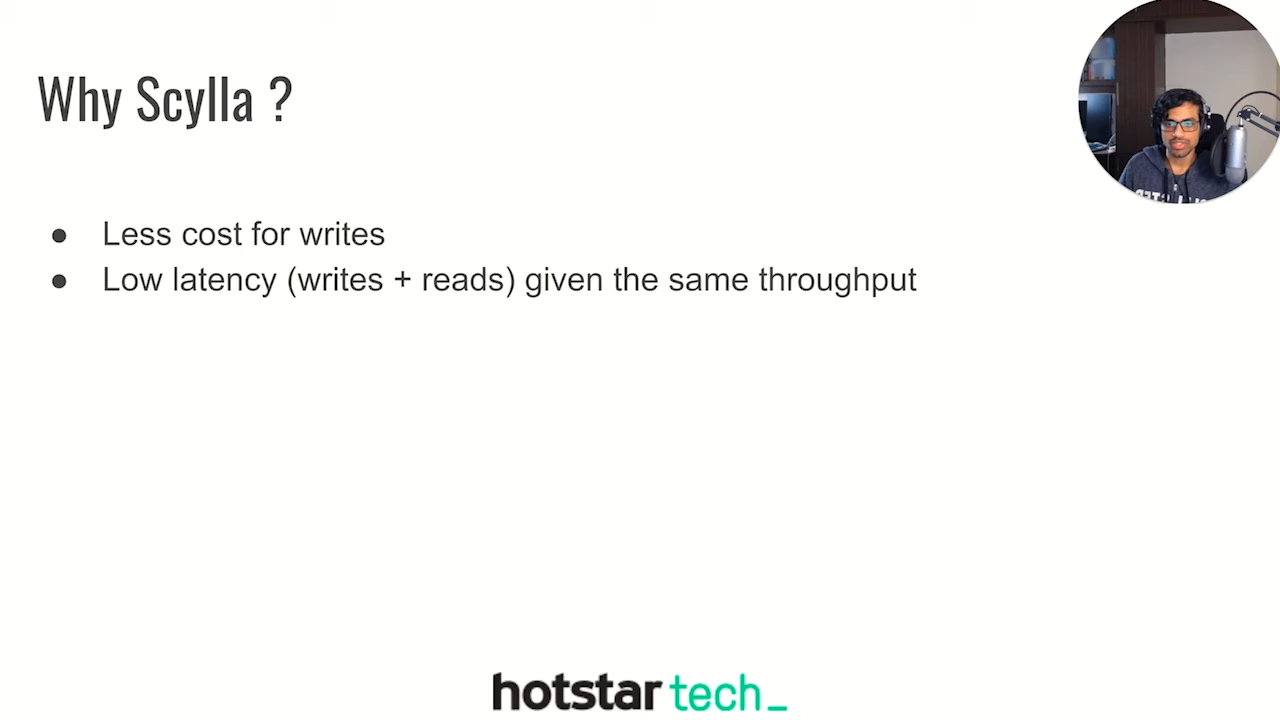 Why Scylla ?
● Less cost for writes
● Low latency (writes + reads) given the same throughput
hotstar tech_